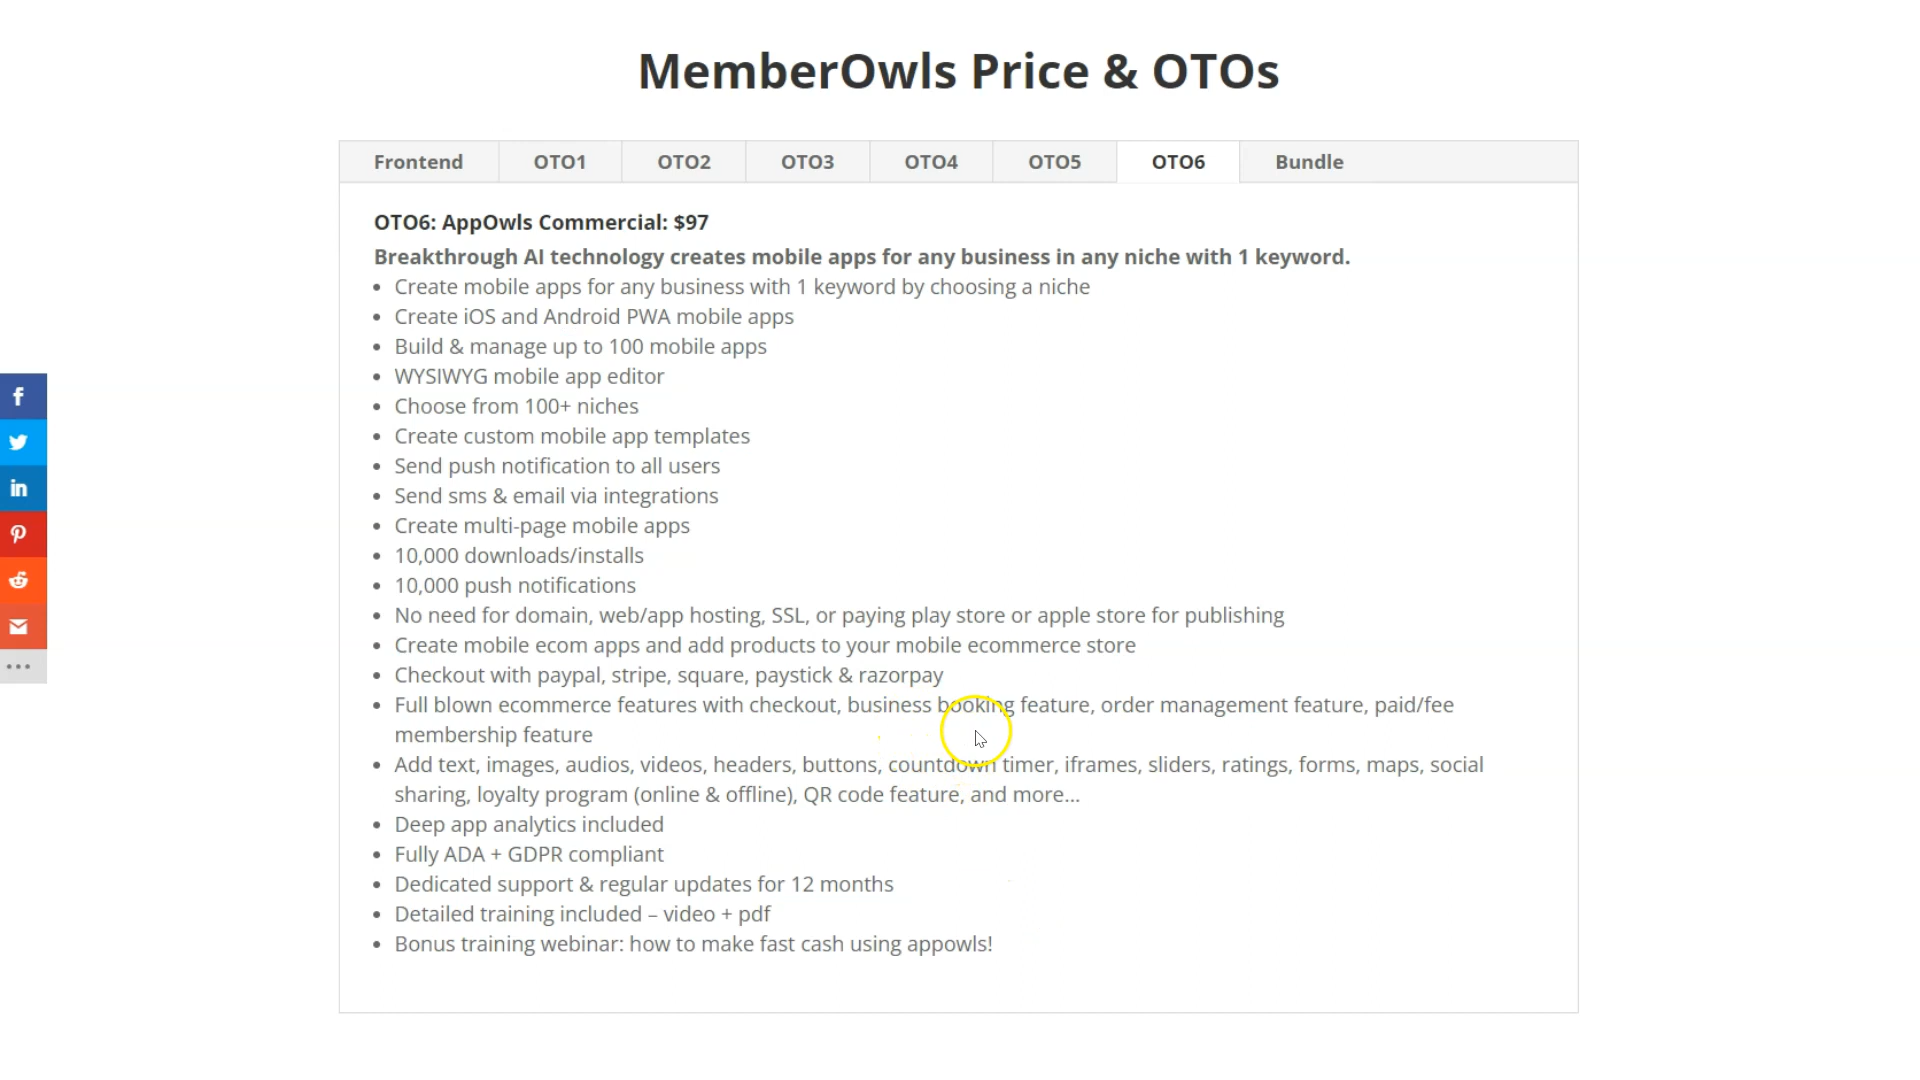 MemberOwls Price & OTOs
Frontend OTO1 OTO2 OTO3 OTO4 OTO5 OTO6 Bundle
OTO6: AppOwls Commercial: $97
Breakthrough AI technology creates mobile apps for any business in any niche with 1 keyword.
• Create mobile apps for any business with 1 keyword by choosing a niche
• Create iOS and Android PWA mobile apps
• Build & manage up to 100 mobile apps
• WYSIWYG mobile app editor
• Choose from 100+ niches
• Create custom mobile app templates
• Send push notification to all users
• Send sms & email via integrations
• Create multi-page mobile apps
• 10,000 downloads/installs
• 10,000 push notifications
• No need for domain, web/app hosting, SSL, or paying play store or apple store for publishing
• Create mobile ecom apps and add products to your mobile ecommerce store
• Checkout with paypal, stripe, square, paystick & razorpay
• Full blown ecommerce features with checkout, business booking feature, order management feature, paid/fee
membership feature
• Add text, images, audios, videos, headers, buttons, countdown timer, iframes, sliders, ratings, forms, maps, social
sharing, loyalty program (online & offline), QR code feature, and more...
• Deep app analytics included
• Fully ADA + GDPR compliant
• Dedicated support & regular updates for 12 months
• Detailed training included – video + pdf
• Bonus training webinar: how to make fast cash using appowls!